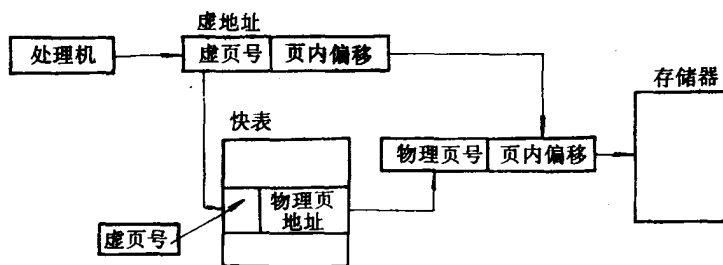 虚地址
处理机
虚页号
页内偏移
存储器
快表
物理页号
页内偏移
物理页
地址
虚页号